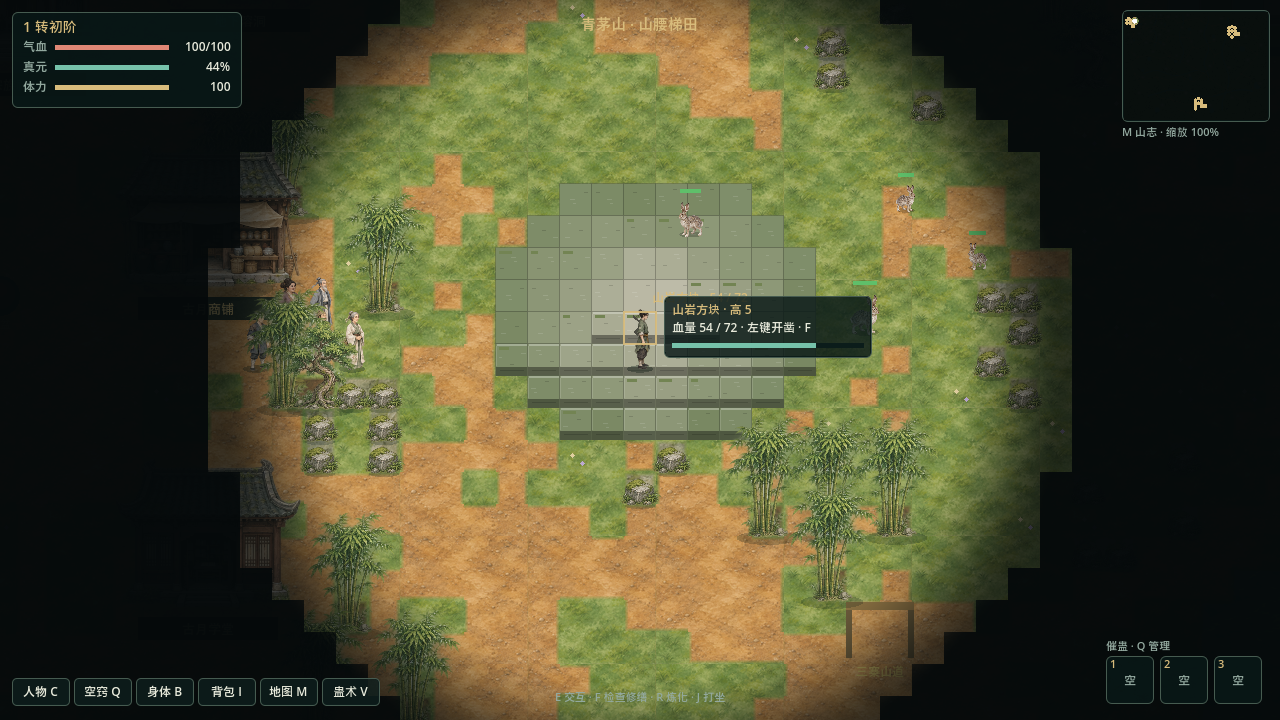 1 转初阶
气血 100/100
真元 44%
体力 100
青茅山 · 山腰梯田
M 山志 · 缩放 100%
商铺
山岩方块 · 高 5
血量 54 / 72 · 左键开凿 · F
催蛊 · Q 管理
1 空
2 空
3 空
人物 C
空窍 Q
身体 B
背包 I
地图 M
蛊术 V
E 交互 · F 检查修缮 · R 炼化 · J 打坐